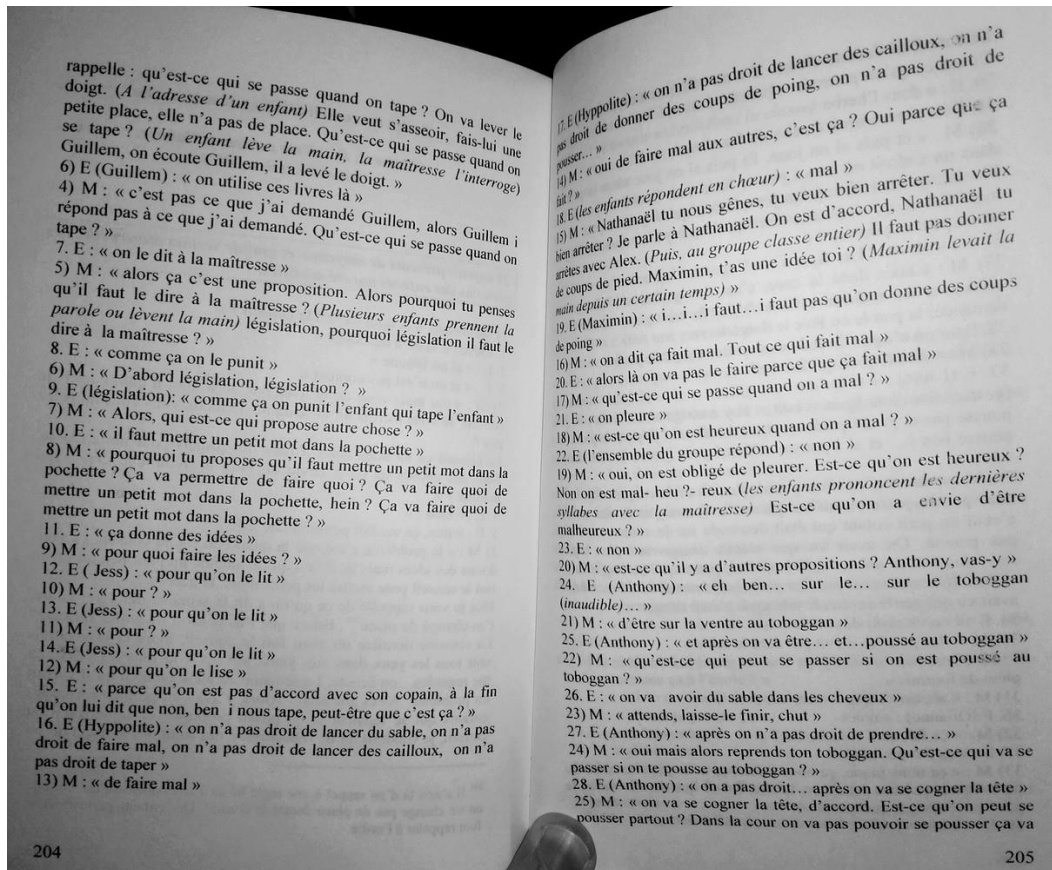 rappelle : qu'est-ce qui se passe quand on tape ? On va lever le
doigt. (A l'adresse d'un enfant) Elle veut s'asseoir, fais-lui une
petite place, elle n'a pas de place. Qu'est-ce qui se passe quand on
se tape ? (Un enfant lève la main, la maîtresse l'interroge)
Guillem, on écoute Guillem, il a levé le doigt. »
6) E (Guillem) : « on utilise ces livres là »
4) M : « c'est pas ce que j'ai demandé Guillem, alors Guillem i
répond pas à ce que j'ai demandé. Qu'est-ce qui se passe quand on
tape ? »
7. E : « on le dit à la maîtresse »
5) M : « alors ça c'est une proposition. Alors pourquoi tu penses
qu'il faut le dire à la maîtresse ? (Plusieurs enfants prennent la
parole ou lèvent la main) législation, pourquoi législation il faut le
dire à la maîtresse ? »
8. E : « comme ça on le punit »
6) M : « D'abord législation, législation ? »
9. E (législation): « comme ça on punit l'enfant qui tape l'enfant »
7) M : « Alors, qui est-ce qui propose autre chose ? »
10. E : « il faut mettre un petit mot dans la pochette »
8) M : « pourquoi tu proposes qu'il faut mettre un petit mot dans la
pochette ? Ça va permettre de faire quoi ? Ça va faire quoi de
mettre un petit mot dans la pochette, hein ? Ça va faire quoi de
mettre un petit mot dans la pochette ? »
11. E : « ça donne des idées »
9) M : « pour quoi faire les idées ? »
12. E ( Jess) : « pour qu'on le lit »
10) M : « pour ? »
13. E (Jess) : « pour qu'on le lit »
11) M : « pour ? »
14. E (Jess) : « pour qu'on le lit »
12) M : « pour qu'on le lise »
15. E : « parce qu'on est pas d'accord avec son copain, à la fin
qu'on lui dit que non, ben i nous tape, peut-être que c'est ça ? »
16. E (Hyppolite) : « on n'a pas droit de lancer du sable, on n'a pas
droit de faire mal, on n'a pas droit de lancer des cailloux, on n'a
pas droit de taper »
13) M : « de faire mal »
204
17. E (Hyppolite) : « on n'a pas droit de lancer des cailloux, on n'a
pas droit de donner des coups de poing, on n'a pas droit de
pousser... »
14) M : « oui de faire mal aux autres, c'est ça ? Oui parce que ça
fait ? »
18. E (les enfants répondent en chœur) : « mal »
15) M : « Nathanaël tu nous gênes, tu veux bien arrêter. Tu veux
bien arrêter ? Je parle à Nathanaël. On est d'accord, Nathanaël tu
arrêtes avec Alex. (Puis, au groupe classe entier) Il faut pas donner
de coups de pied. Maximin, t'as une idée toi ? (Maximin levait la
main depuis un certain temps) »
19. E (Maximin) : « i…i…i faut…i faut pas qu'on donne des coups
de poing »
16) M : « on a dit ça fait mal. Tout ce qui fait mal »
20. E : « alors là on va pas le faire parce que ça fait mal »
17) M : « qu'est-ce qui se passe quand on a mal ? »
21. E : « on pleure »
18) M : « est-ce qu'on est heureux quand on a mal ? »
22. E (l'ensemble du groupe répond) : « non »
19) M : « oui, on est obligé de pleurer. Est-ce qu'on est heureux ?
Non on est mal- heu ?- reux (les enfants prononcent les dernières
syllabes avec la maîtresse) Est-ce qu'on a envie d'être
malheureux ? »
23. E : « non »
20) M : « est-ce qu'il y a d'autres propositions ? Anthony, vas-y »
24. E (Anthony) : « eh ben… sur le… sur le toboggan
(inaudible)… »
21) M : « d'être sur la ventre au toboggan »
25. E (Anthony) : « et après on va être… et…poussé au toboggan »
22) M : « qu'est-ce qui peut se passer si on est poussé au
toboggan ? »
26. E : « on va avoir du sable dans les cheveux »
23) M : « attends, laisse-le finir, chut »
27. E (Anthony) : « après on n'a pas droit de prendre… »
24) M : « oui mais alors reprends ton toboggan. Qu'est-ce qui va se
passer si on te pousse au toboggan ? »
28. E (Anthony) : « on a pas droit… après on va se cogner la tête »
25) M : « on va se cogner la tête, d'accord. Est-ce qu'on peut se
pousser partout ? Dans la cour on va pas pouvoir se pousser ça va
205